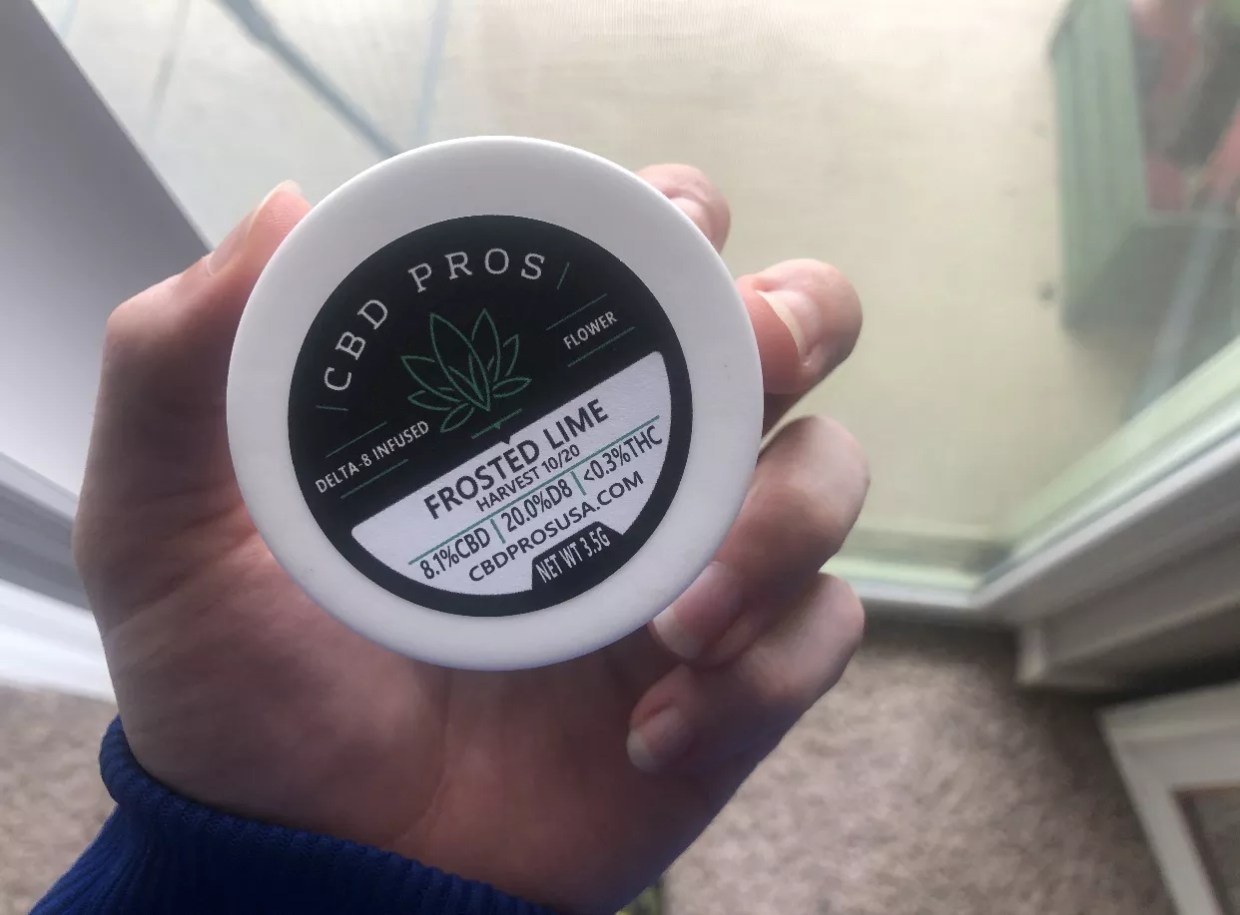 CBD PROS
FLOWER
DELTA-8 INFUSED
FROSTED LIME
HARVEST 10/20
8.1%CBD | 20.0%D8 | <0.3%THC
CBDPROSUSA.COM
NET WT 3.5G